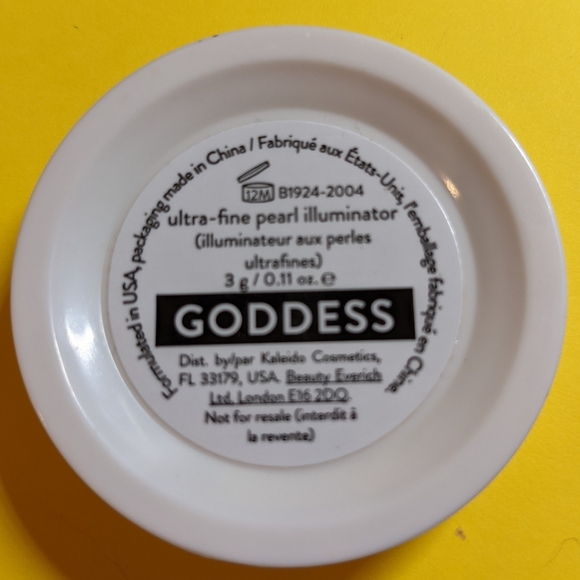 Formulated in USA, packaging made in China / Fabriqué aux États-Unis, l'emballage fabriqué en Chine.
12M B1924-2004
ultra-fine pearl illuminator
(illuminateur aux perles
ultrafines)
3 g / 0.11 oz. ℮
GODDESS
Dist. by/par Kaleido Cosmetics,
FL 33179, USA. Beauty Everich
Ltd. London E16 2DQ.
Not for resale (interdit à
la revente)